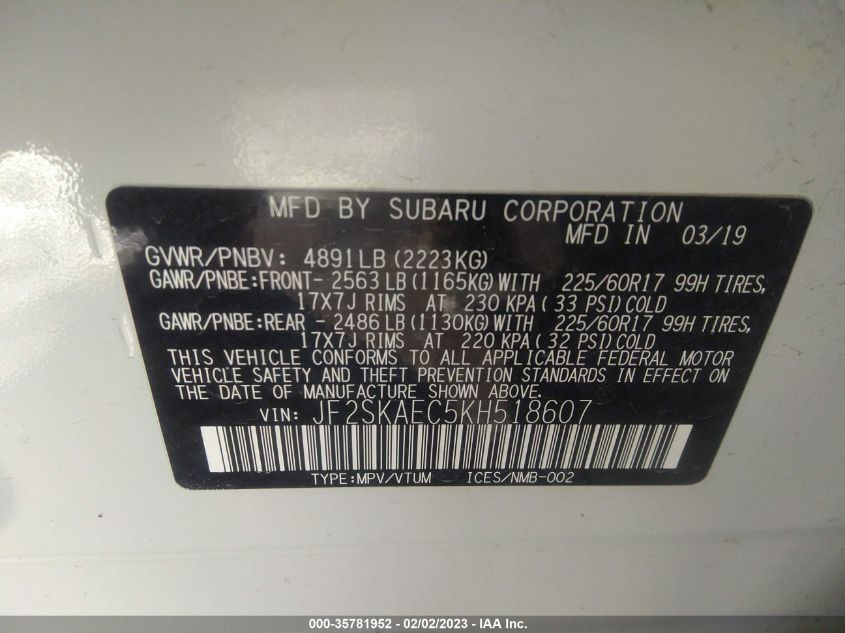 MFD BY SUBARU CORPORATION
MFD IN 03/19
GVWR/PNBV: 4891LB (2223KG)
GAWR/PNBE:FRONT- 2563 LB (1165KG) WITH 225/60R17 99H TIRES,
17X7J RIMS AT 230 KPA( 33 PSI) COLD
GAWR/PNBE:REAR - 2486 LB (1130KG) WITH 225/60R17 99H TIRES,
17X7J RIMS AT 220 KPA( 32 PSI) COLD
THIS VEHICLE CONFORMS TO ALL APPLICABLE FEDERAL MOTOR
VEHICLE SAFETY AND THEFT PREVENTION STANDARDS IN EFFECT ON
THE DATE OF MANUFACTURE SHOWN ABOVE.
VIN: JF2SKAEC5KH518607
TYPE:MPV/VTUM ICES/NMB-002
000-35781952 - 02/02/2023 - IAA Inc.